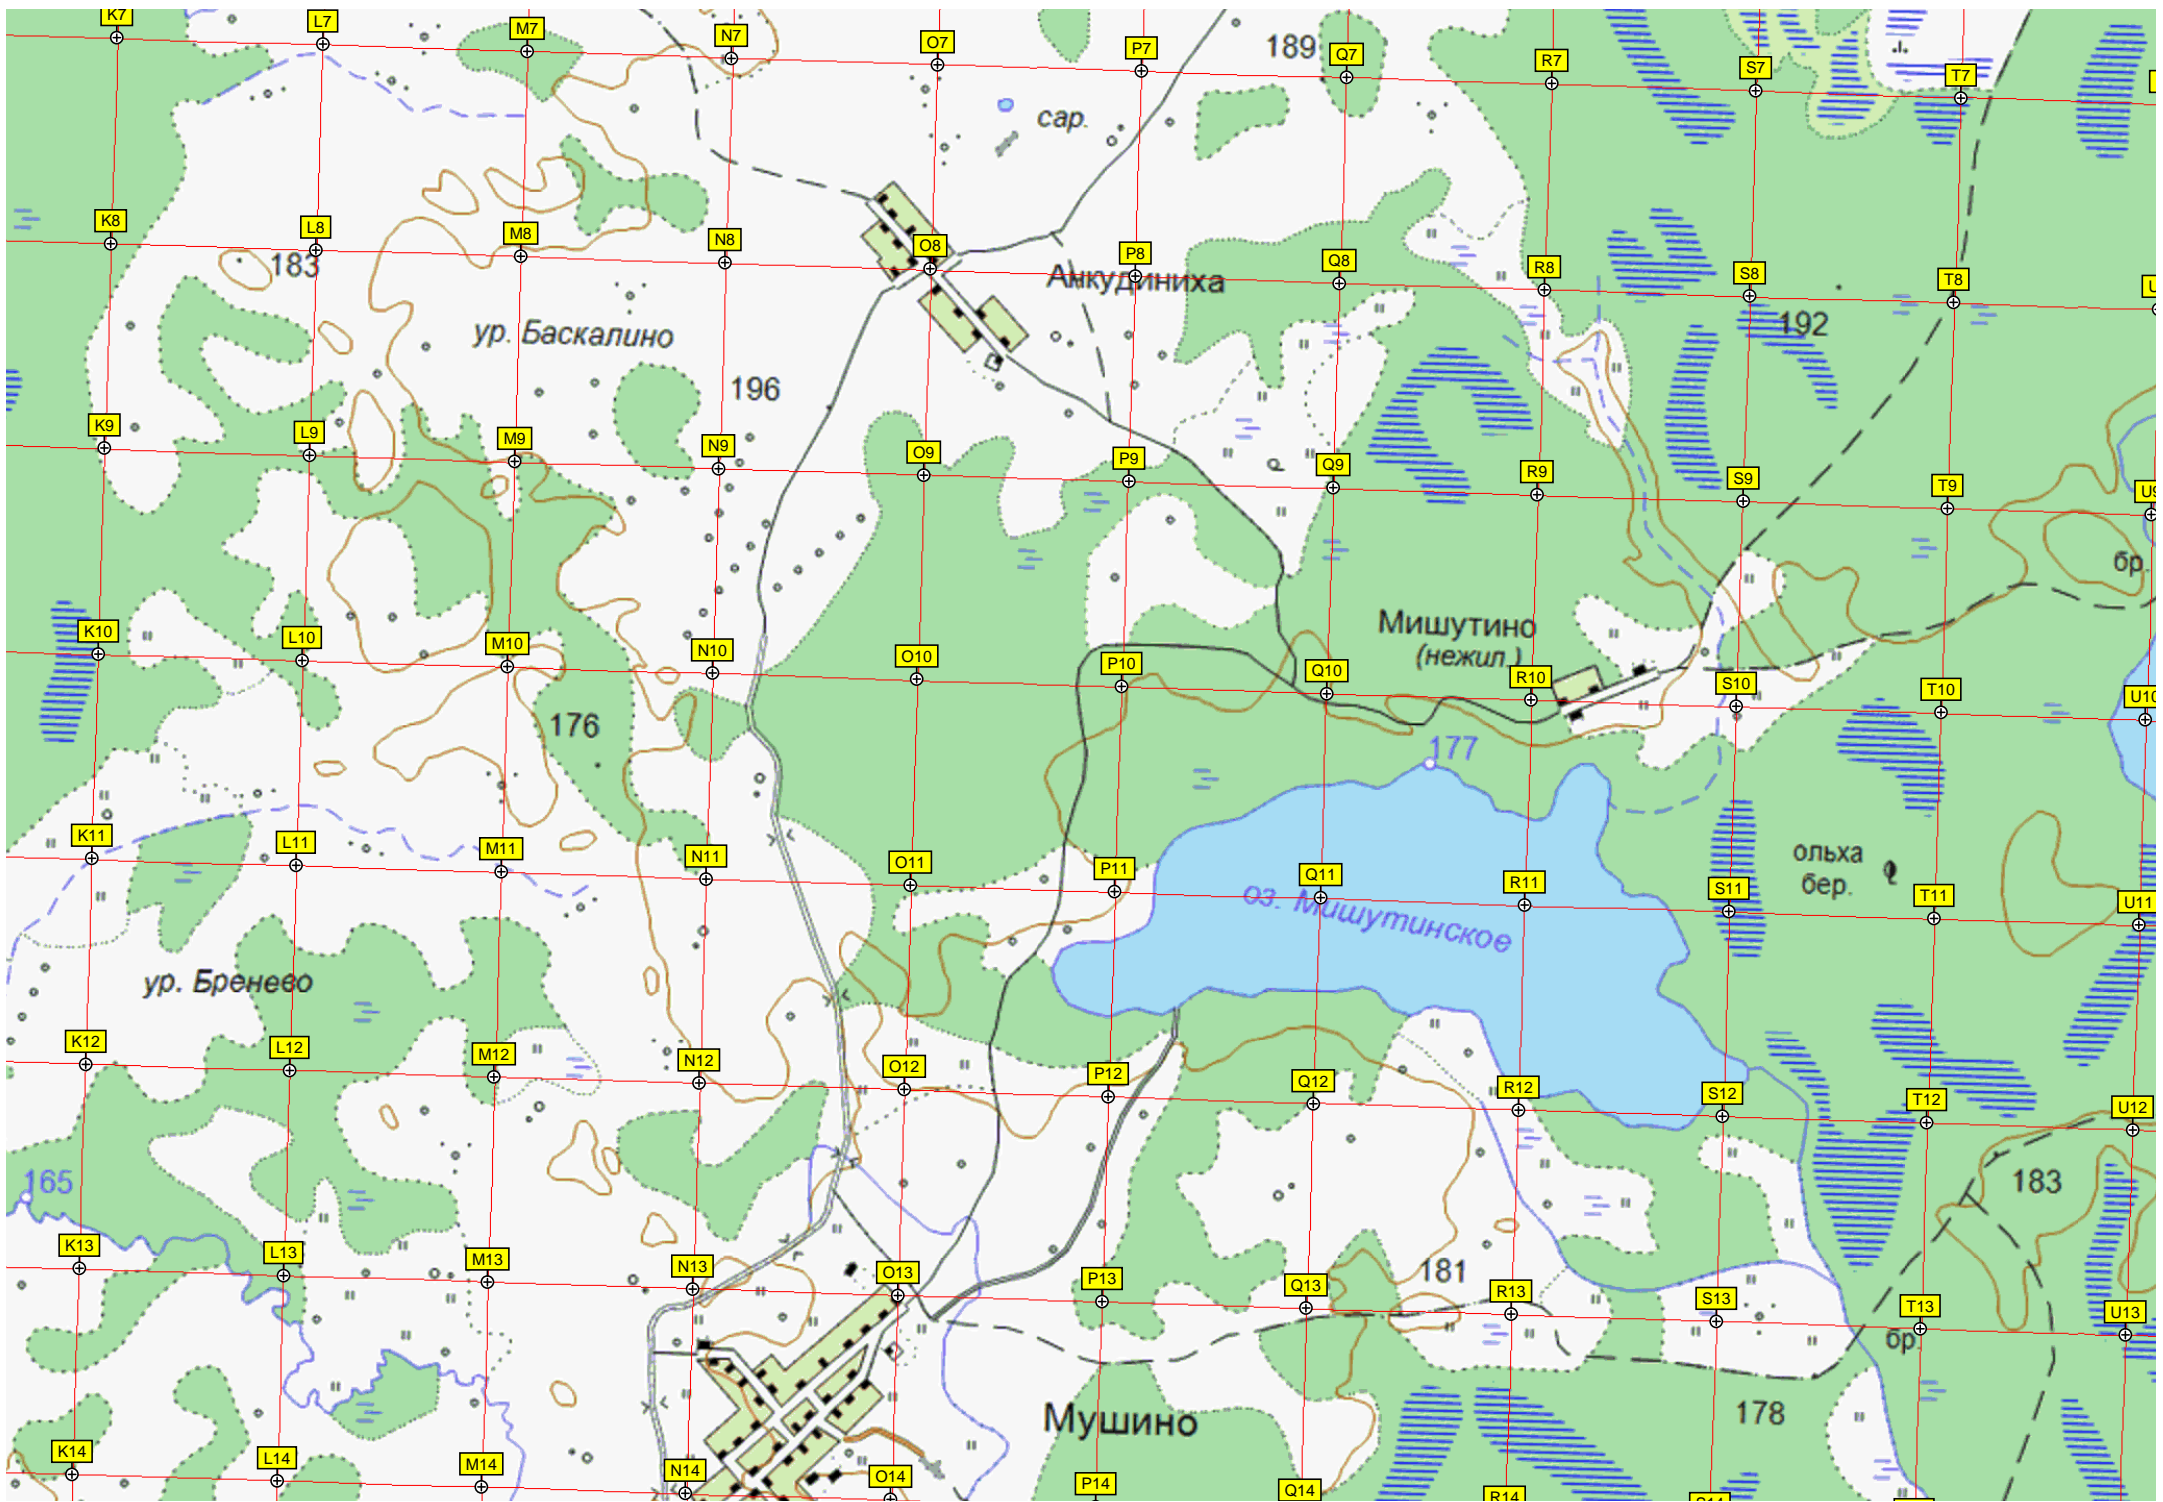 K7 L7 M7 N7 O7 P7 189 Q7 R7 S7 T7
сар.
K8 L8 M8 N8 O8 P8 Q8 R8 S8 T8 U
183 Анкудиниха
192
ур. Баскалино
196
K9 L9 M9 N9 O9 P9 Q9 R9 S9 T9 U9
бр.
Мишутино
(нежил.)
K10 L10 M10 N10 O10 P10 Q10 R10 S10 T10 U10
176
177
K11 L11 M11 N11 O11 P11 Q11 R11 S11 T11 U11
ольха
бер.
оз. Мишутинское
ур. Бренево
K12 L12 M12 N12 O12 P12 Q12 R12 S12 T12 U12
165
183
K13 L13 M13 N13 O13 P13 Q13 R13 S13 T13 U13
181
бр.
178
Мушино
K14 L14 M14 N14 O14 P14 Q14 R14 S14